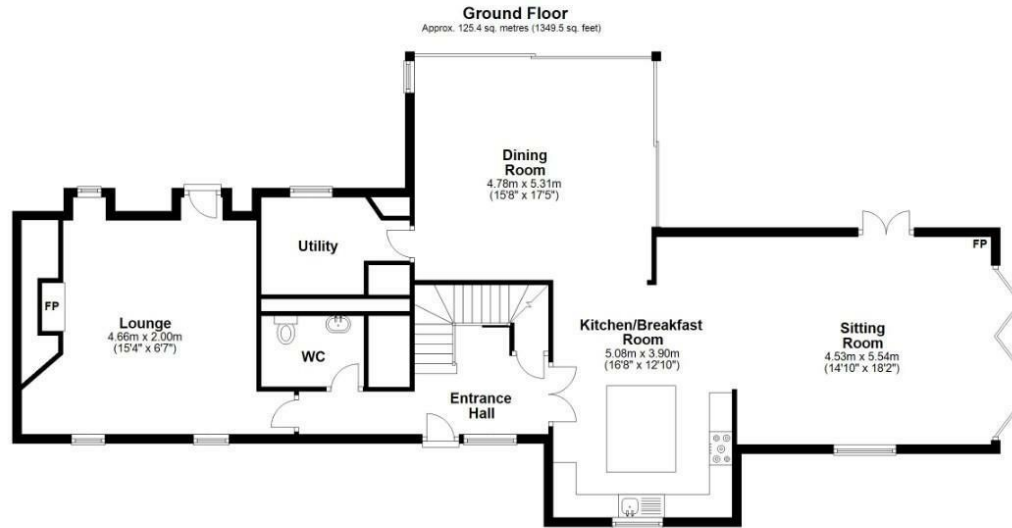 Ground Floor
Approx. 125.4 sq. metres (1349.5 sq. feet)
Dining
Room
4.78m x 5.31m
(15'8" x 17'5")
Utility
FP
FP
Lounge
4.66m x 2.00m
(15'4" x 6'7")
WC
Kitchen/Breakfast
Room
5.08m x 3.90m
(16'8" x 12'10")
Sitting
Room
4.53m x 5.54m
(14'10" x 18'2")
Entrance
Hall